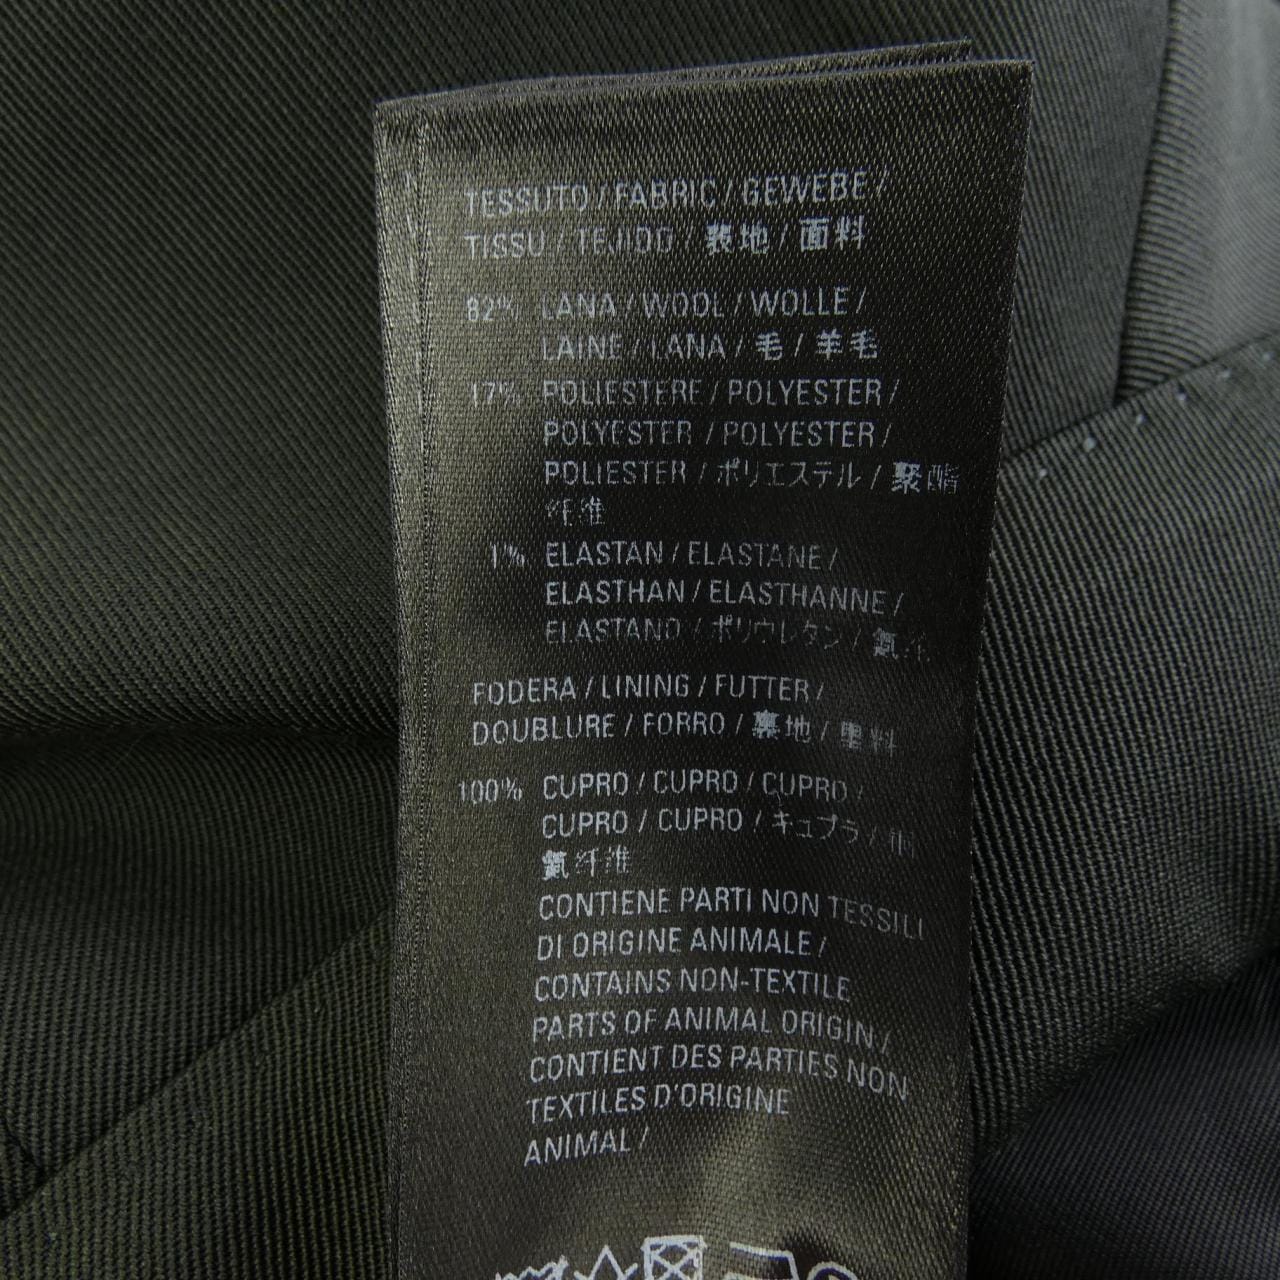 TESSUTO / FABRIC / GEWEBE /
TISSU / TEJIDO / 表地 / 面料
82% LANA / WOOL / WOLLE /
LAINE / LANA / 毛 / 羊毛
17% POLIESTERE / POLYESTER /
POLYESTER / POLYESTER /
POLIESTER / ポリエステル / 聚酯
纤维
1% ELASTAN / ELASTANE /
ELASTHAN / ELASTHANNE /
ELASTANO / ポリウレタン / 氨纶
FODERA / LINING / FUTTER /
DOUBLURE / FORRO / 裏地 / 里料
100% CUPRO / CUPRO / CUPRO /
CUPRO / CUPRO / キュプラ / 铜
氨纤维
CONTIENE PARTI NON TESSILI
DI ORIGINE ANIMALE /
CONTAINS NON-TEXTILE
PARTS OF ANIMAL ORIGIN /
CONTIENT DES PARTIES NON
TEXTILES D'ORIGINE
ANIMAL /